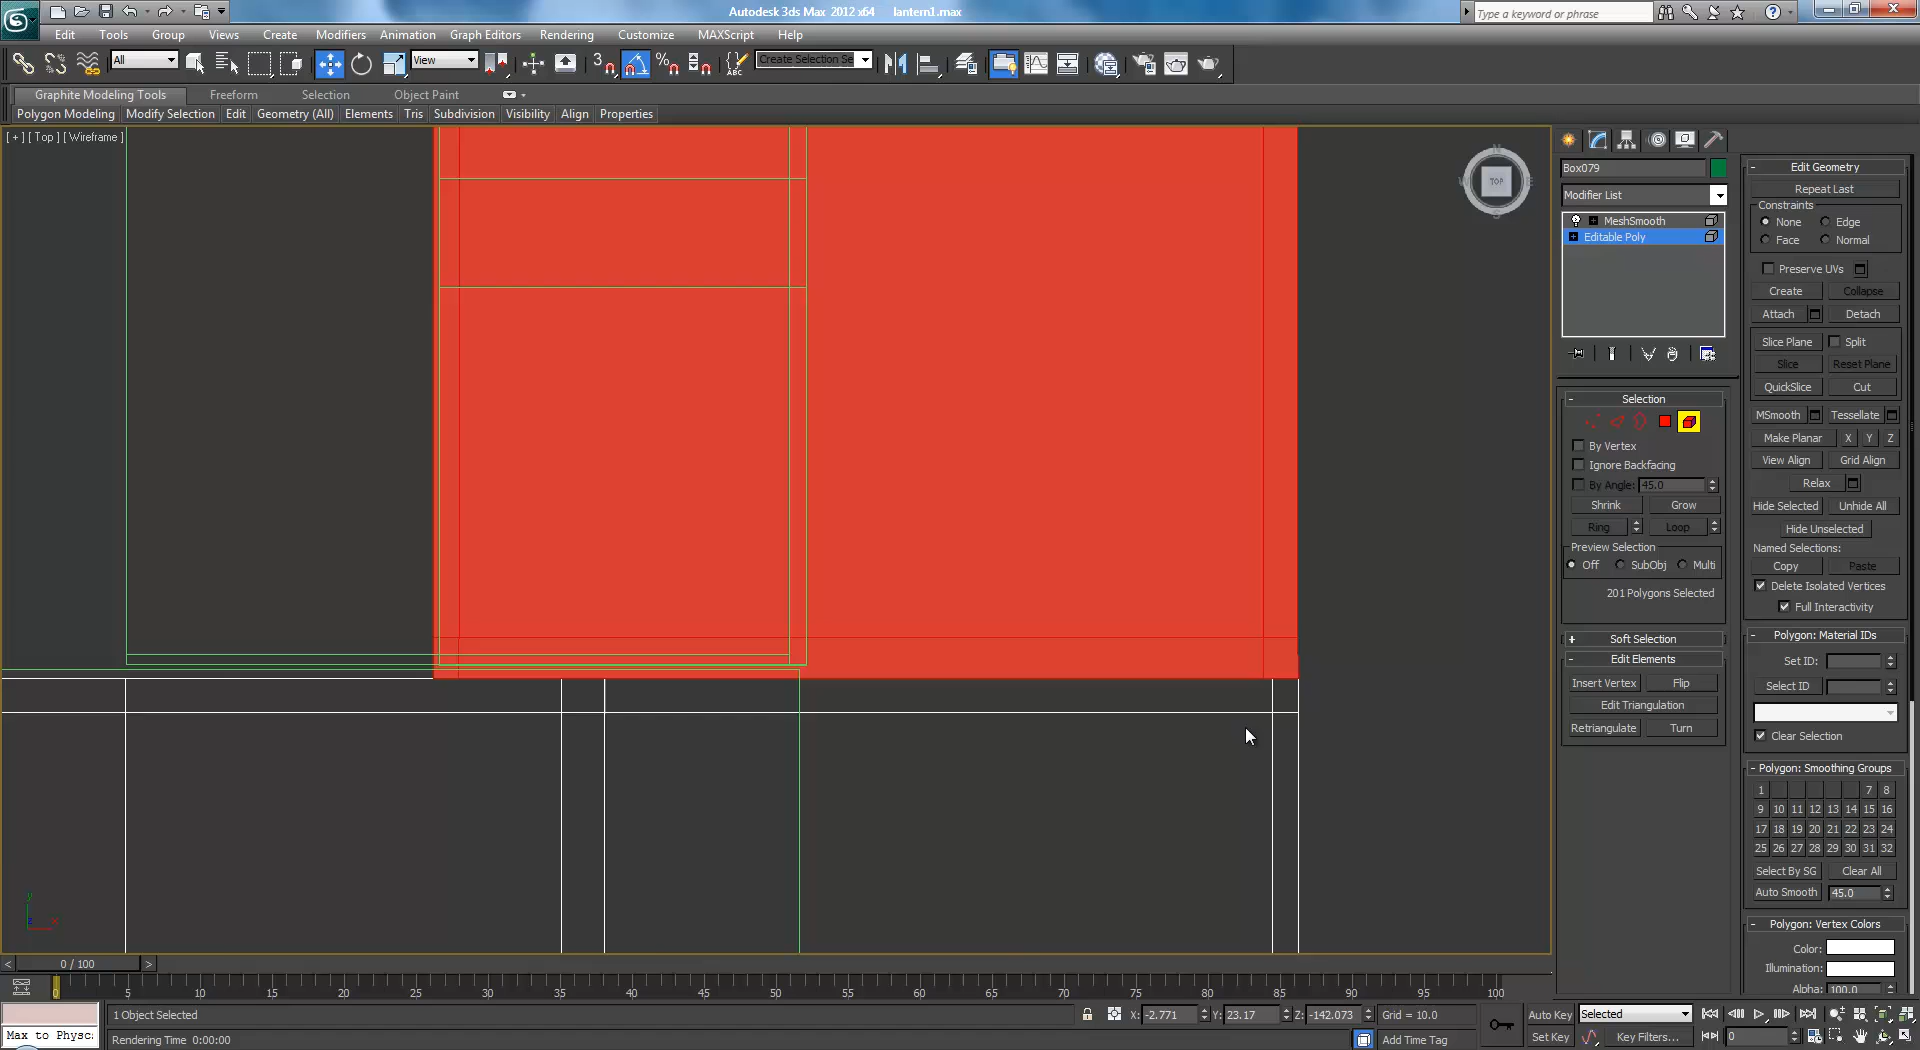 Autodesk 3ds Max 2012 x64 lantern1.max
Type a keyword or phrase
Edit Tools Group Views Create Modifiers Animation Graph Editors Rendering Customize MAXScript Help
All View Create Selection Se
Graphite Modeling Tools Freeform Selection Object Paint
Polygon Modeling Modify Selection Edit Geometry (All) Elements Tris Subdivision Visibility Align Properties
[ + ] [ Top ] [ Wireframe ]
TOP
Box079
Modifier List
MeshSmooth
Editable Poly
Selection
By Vertex
Ignore Backfacing
By Angle: 45.0
Shrink Grow
Ring Loop
Preview Selection
Off SubObj Multi
201 Polygons Selected
Soft Selection
Edit Elements
Insert Vertex Flip
Edit Triangulation
Retriangulate Turn
Edit Geometry
Repeat Last
Constraints
None Edge
Face Normal
Preserve UVs
Create Collapse
Attach Detach
Slice Plane Split
Slice Reset Plane
QuickSlice Cut
MSmooth Tessellate
Make Planar X Y Z
View Align Grid Align
Relax
Hide Selected Unhide All
Hide Unselected
Named Selections:
Copy Paste
Delete Isolated Vertices
Full Interactivity
Polygon: Material IDs
Set ID:
Select ID
Clear Selection
Polygon: Smoothing Groups
1 7 8
9 10 11 12 13 14 15 16
17 18 19 20 21 22 23 24
25 26 27 28 29 30 31 32
Select By SG Clear All
Auto Smooth 45.0
Polygon: Vertex Colors
Color:
Illumination:
Alpha: 100.0
< 0 / 100 >
0 5 10 15 20 25 30 35 40 45 50 55 60 65 70 75 80 85 90 95 100
1 Object Selected X: -2.771 Y: 23.17 Z: -142.073 Grid = 10.0 Auto Key Selected
Max to Physc: Rendering Time 0:00:00 Add Time Tag Set Key Key Filters... 0